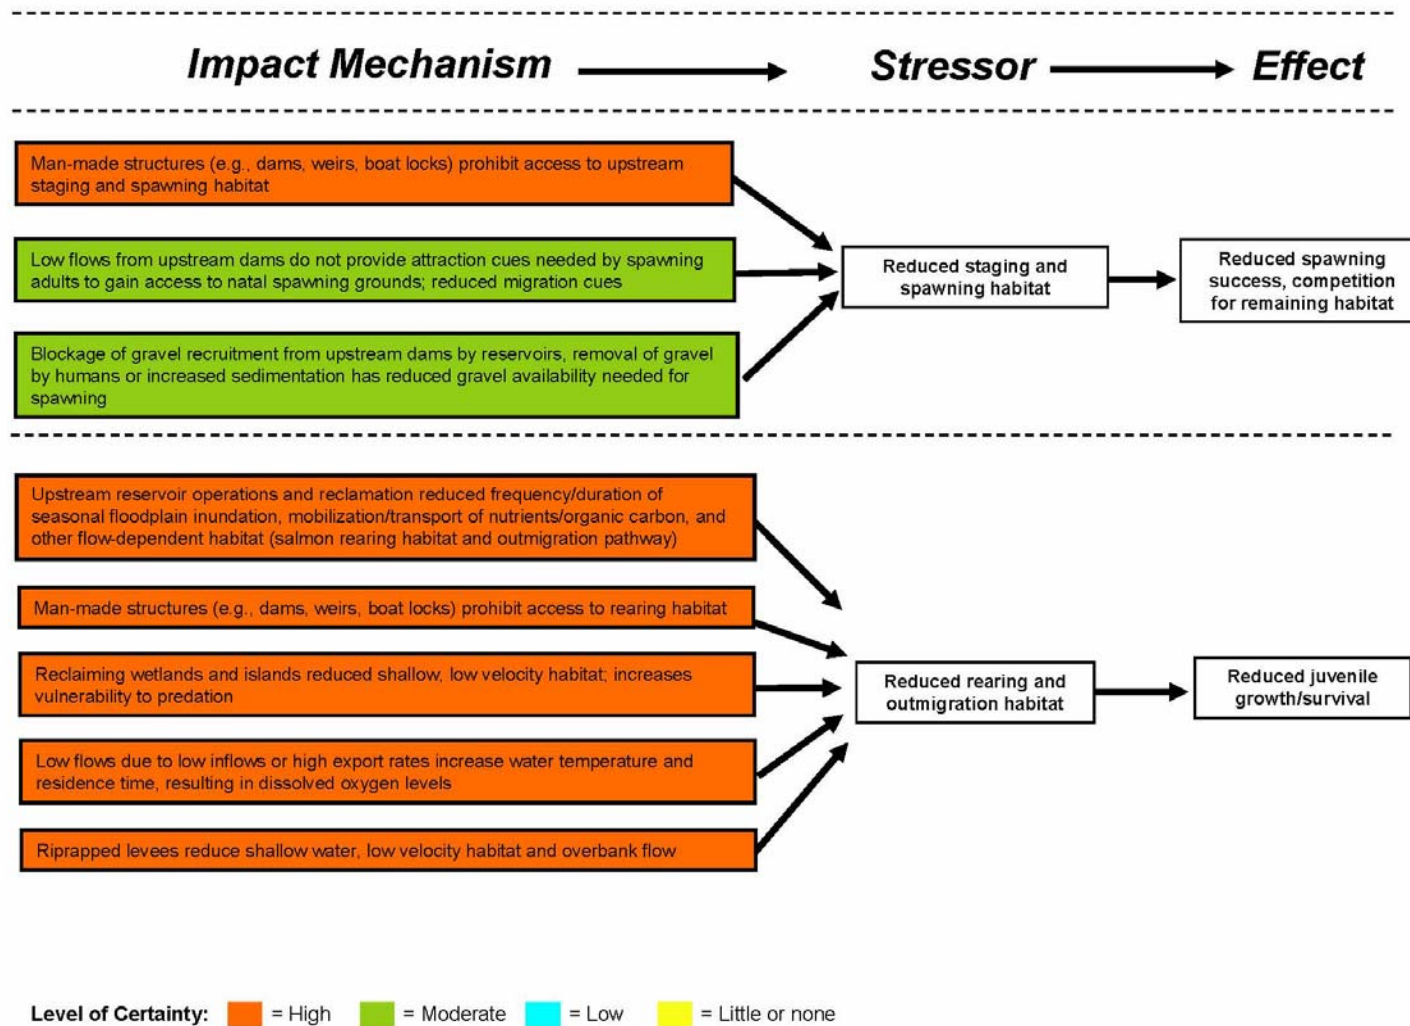 Impact Mechanism Stressor Effect
Man-made structures (e.g., dams, weirs, boat locks) prohibit access to upstream
staging and spawning habitat
Low flows from upstream dams do not provide attraction cues needed by spawning
adults to gain access to natal spawning grounds; reduced migration cues
Blockage of gravel recruitment from upstream dams by reservoirs, removal of gravel
by humans or increased sedimentation has reduced gravel availability needed for
spawning
Reduced staging and
spawning habitat
Reduced spawning
success, competition
for remaining habitat
Upstream reservoir operations and reclamation reduced frequency/duration of
seasonal floodplain inundation, mobilization/transport of nutrients/organic carbon, and
other flow-dependent habitat (salmon rearing habitat and outmigration pathway)
Man-made structures (e.g., dams, weirs, boat locks) prohibit access to rearing habitat
Reclaiming wetlands and islands reduced shallow, low velocity habitat; increases
vulnerability to predation
Low flows due to low inflows or high export rates increase water temperature and
residence time, resulting in dissolved oxygen levels
Riprapped levees reduce shallow water, low velocity habitat and overbank flow
Reduced rearing and
outmigration habitat
Reduced juvenile
growth/survival
Level of Certainty: = High = Moderate = Low = Little or none